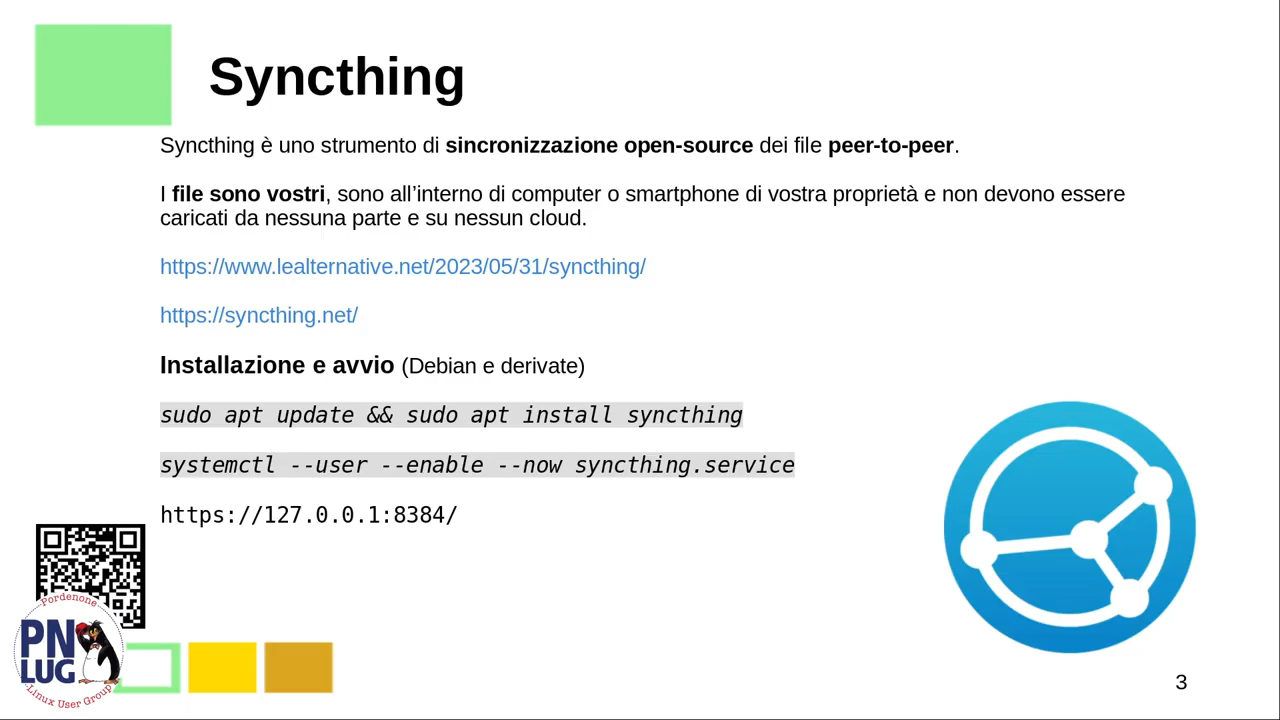 Syncthing
Syncthing è uno strumento di sincronizzazione open-source dei file peer-to-peer.
I file sono vostri, sono all’interno di computer o smartphone di vostra proprietà e non devono essere
caricati da nessuna parte e su nessun cloud.
https://www.lealternative.net/2023/05/31/syncthing/
https://syncthing.net/
Installazione e avvio (Debian e derivate)
sudo apt update && sudo apt install syncthing
systemctl --user --enable --now syncthing.service
https://127.0.0.1:8384/
Pordenone
PN
LUG
Linux User Group
3